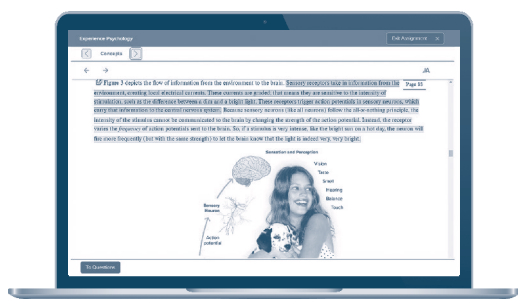 Experience Psychology
Exit Assignment ×
Concepts
Page 83
Figure 3 depicts the flow of information from the environment to the brain. Sensory receptors take in information from the
environment, creating local electrical currents. These currents are graded; that means they are sensitive to the intensity of
stimulation, such as the difference between a dim and a bright light. These receptors trigger action potentials in sensory neurons, which
carry that information to the central nervous system. Because sensory neurons (like all neurons) follow the all-or-nothing principle, the
intensity of the stimulus cannot be communicated to the brain by changing the strength of the action potential. Instead, the receptor
varies the frequency of action potentials sent to the brain. So, if a stimulus is very intense, like the bright sun on a hot day, the neuron will
fire more frequently (but with the same strength) to let the brain know that the light is indeed very, very bright.
Sensation and Perception
Vision
Taste
Smell
Hearing
Balance
Touch
Sensory
Neurons
Action
potential
To Questions